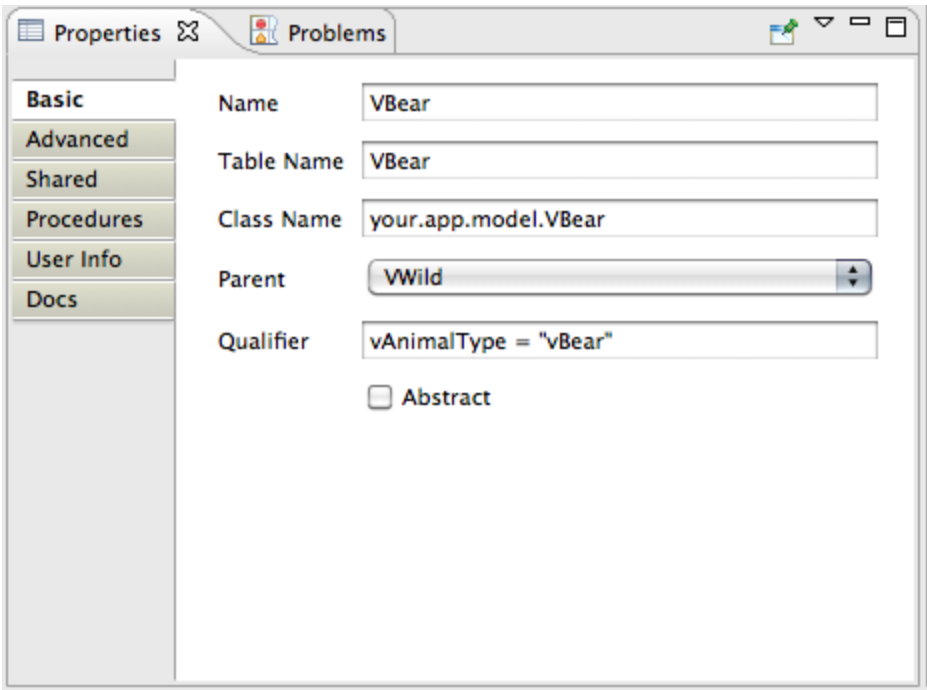 Properties Problems
Basic
Advanced
Shared
Procedures
User Info
Docs
Name VBear
Table Name VBear
Class Name your.app.model.VBear
Parent VWild
Qualifier vAnimalType = "vBear"
Abstract